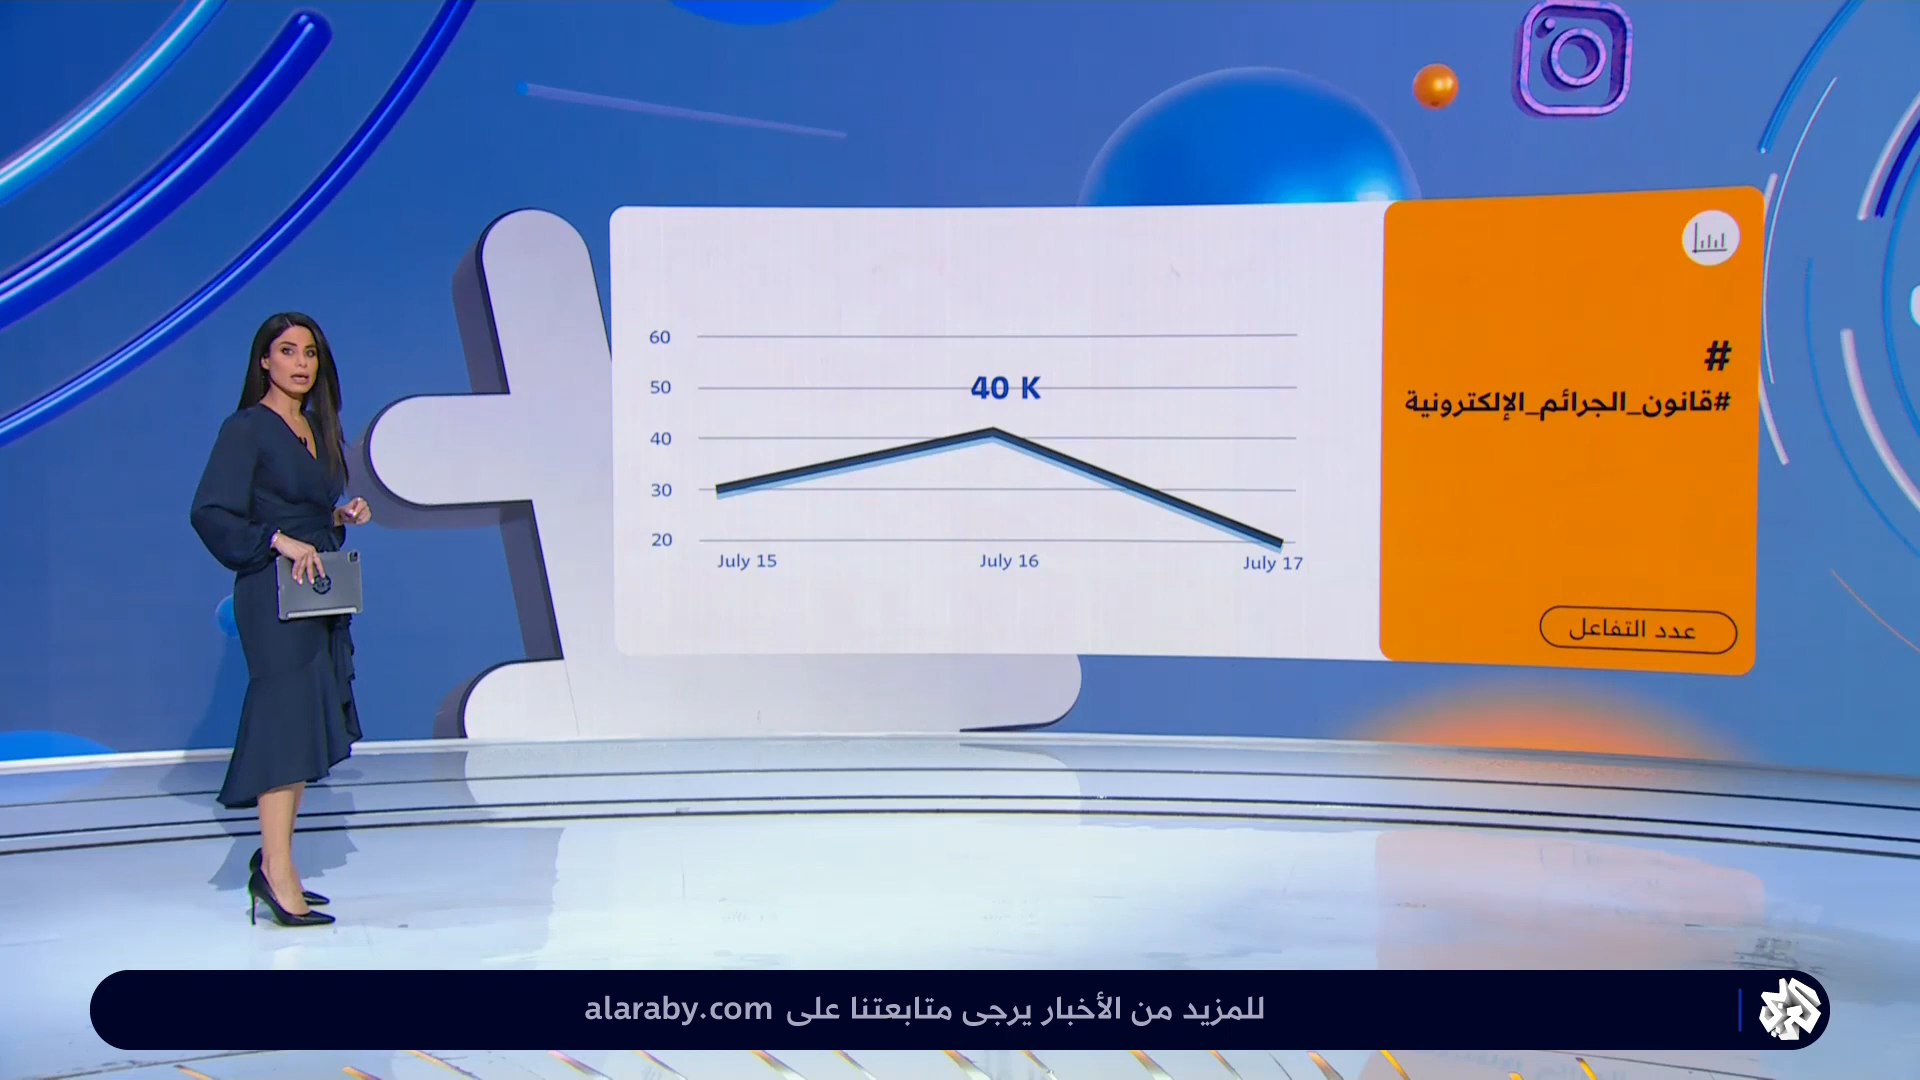 #
#قانون_الجرائم_الإلكترونية
عدد التفاعل
60
50
40 K
40
30
20
July 15 July 16 July 17
للمزيد من الأخبار يرجى متابعتنا على alaraby.com